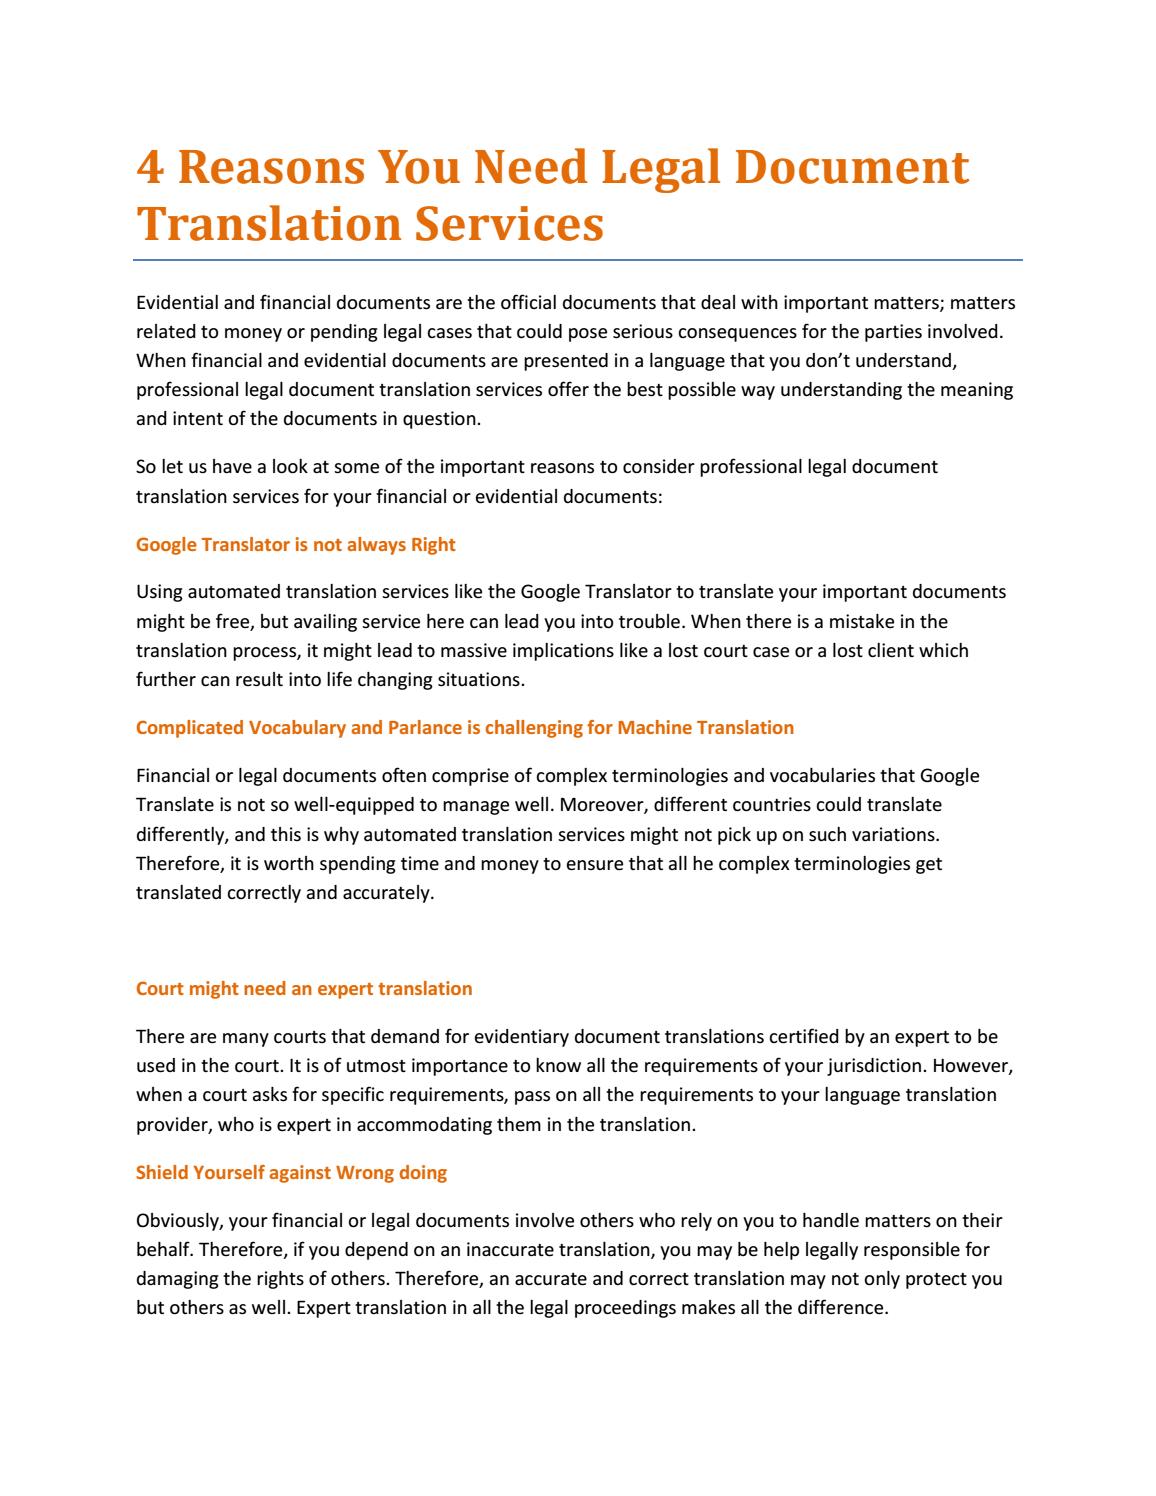 4 Reasons You Need Legal Document
Translation Services
Evidential and financial documents are the official documents that deal with important matters; matters
related to money or pending legal cases that could pose serious consequences for the parties involved.
When financial and evidential documents are presented in a language that you don’t understand,
professional legal document translation services offer the best possible way understanding the meaning
and intent of the documents in question.
So let us have a look at some of the important reasons to consider professional legal document
translation services for your financial or evidential documents:
Google Translator is not always Right
Using automated translation services like the Google Translator to translate your important documents
might be free, but availing service here can lead you into trouble. When there is a mistake in the
translation process, it might lead to massive implications like a lost court case or a lost client which
further can result into life changing situations.
Complicated Vocabulary and Parlance is challenging for Machine Translation
Financial or legal documents often comprise of complex terminologies and vocabularies that Google
Translate is not so well-equipped to manage well. Moreover, different countries could translate
differently, and this is why automated translation services might not pick up on such variations.
Therefore, it is worth spending time and money to ensure that all he complex terminologies get
translated correctly and accurately.
Court might need an expert translation
There are many courts that demand for evidentiary document translations certified by an expert to be
used in the court. It is of utmost importance to know all the requirements of your jurisdiction. However,
when a court asks for specific requirements, pass on all the requirements to your language translation
provider, who is expert in accommodating them in the translation.
Shield Yourself against Wrong doing
Obviously, your financial or legal documents involve others who rely on you to handle matters on their
behalf. Therefore, if you depend on an inaccurate translation, you may be help legally responsible for
damaging the rights of others. Therefore, an accurate and correct translation may not only protect you
but others as well. Expert translation in all the legal proceedings makes all the difference.